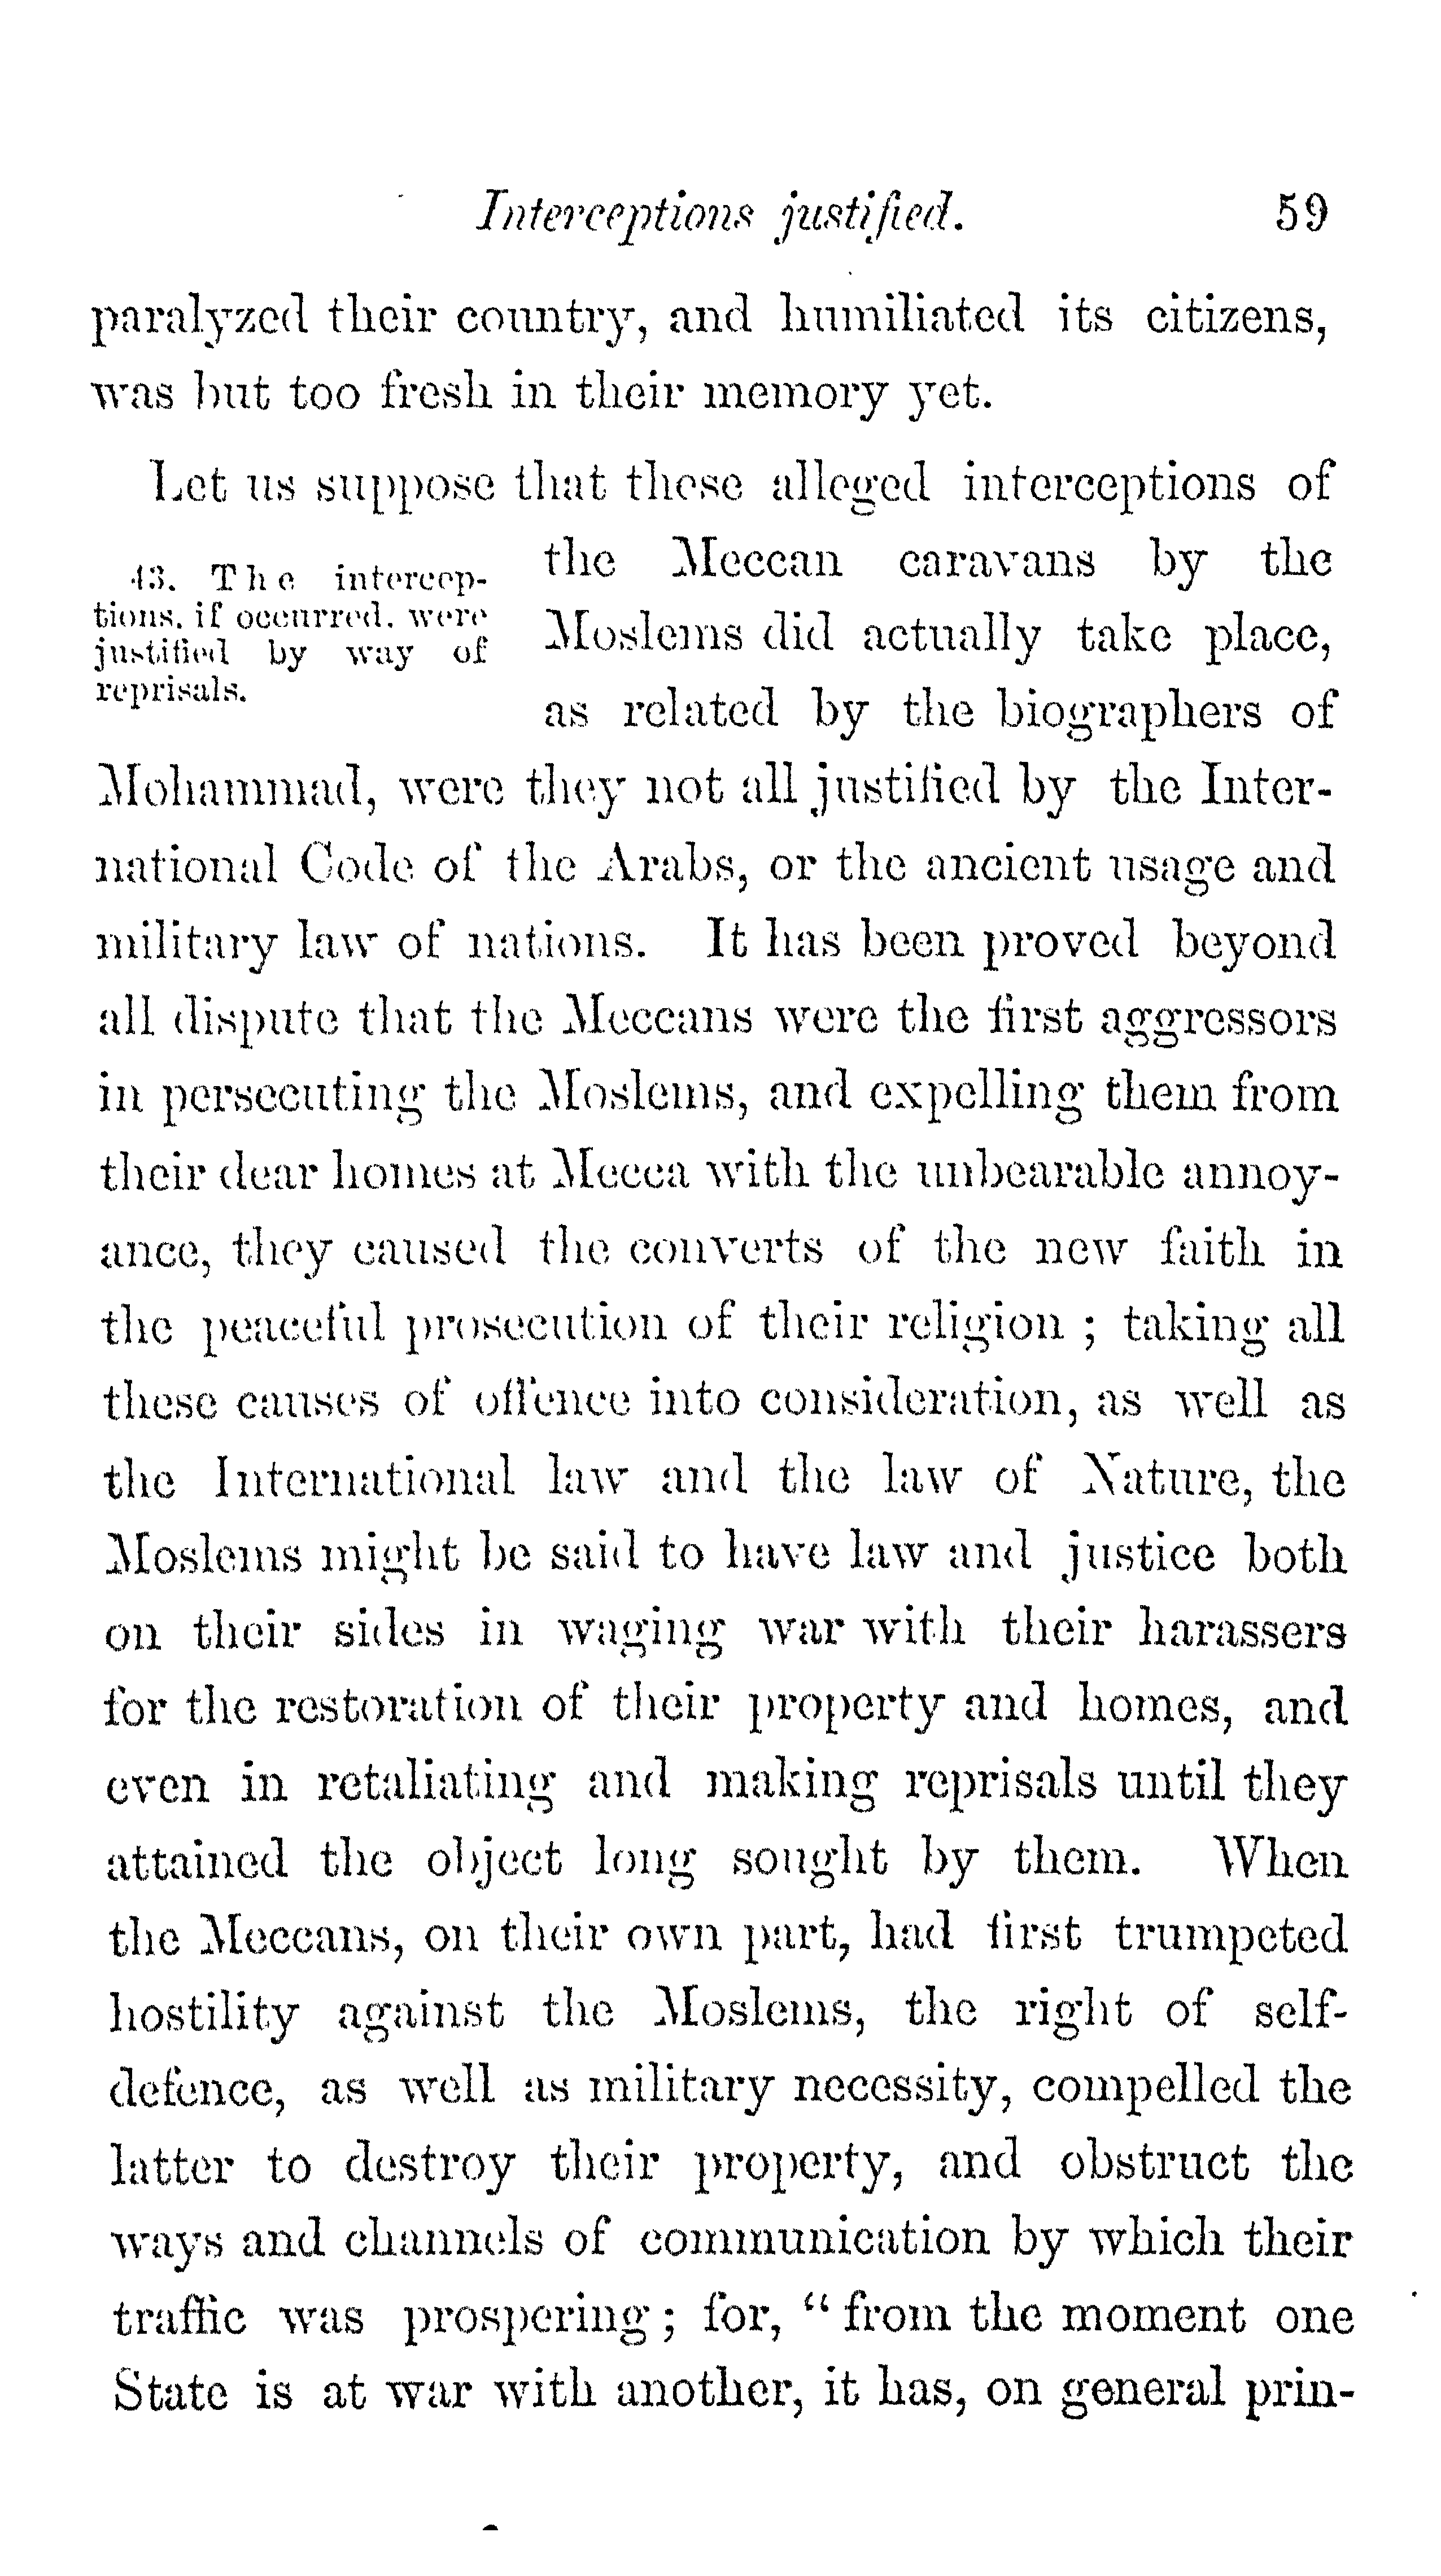 Interceptions justified. 59
paralyzed their country, and humiliated its citizens,
was but too fresh in their memory yet.
Let us suppose that these alleged interceptions of
43. The intercep-
tions, if occurred, were
justified by way of
reprisals.
the Meccan caravans by the
Moslems did actually take place,
as related by the biographers of
Mohammad, were they not all justified by the Inter-
national Code of the Arabs, or the ancient usage and
military law of nations. It has been proved beyond
all dispute that the Meccans were the first aggressors
in persecuting the Moslems, and expelling them from
their dear homes at Mecca with the unbearable annoy-
ance, they caused the converts of the new faith in
the peaceful prosecution of their religion ; taking all
these causes of offence into consideration, as well as
the International law and the law of Nature, the
Moslems might be said to have law and justice both
on their sides in waging war with their harassers
for the restoration of their property and homes, and
even in retaliating and making reprisals until they
attained the object long sought by them. When
the Meccans, on their own part, had first trumpeted
hostility against the Moslems, the right of self-
defence, as well as military necessity, compelled the
latter to destroy their property, and obstruct the
ways and channels of communication by which their
traffic was prospering ; for, “ from the moment one
State is at war with another, it has, on general prin-